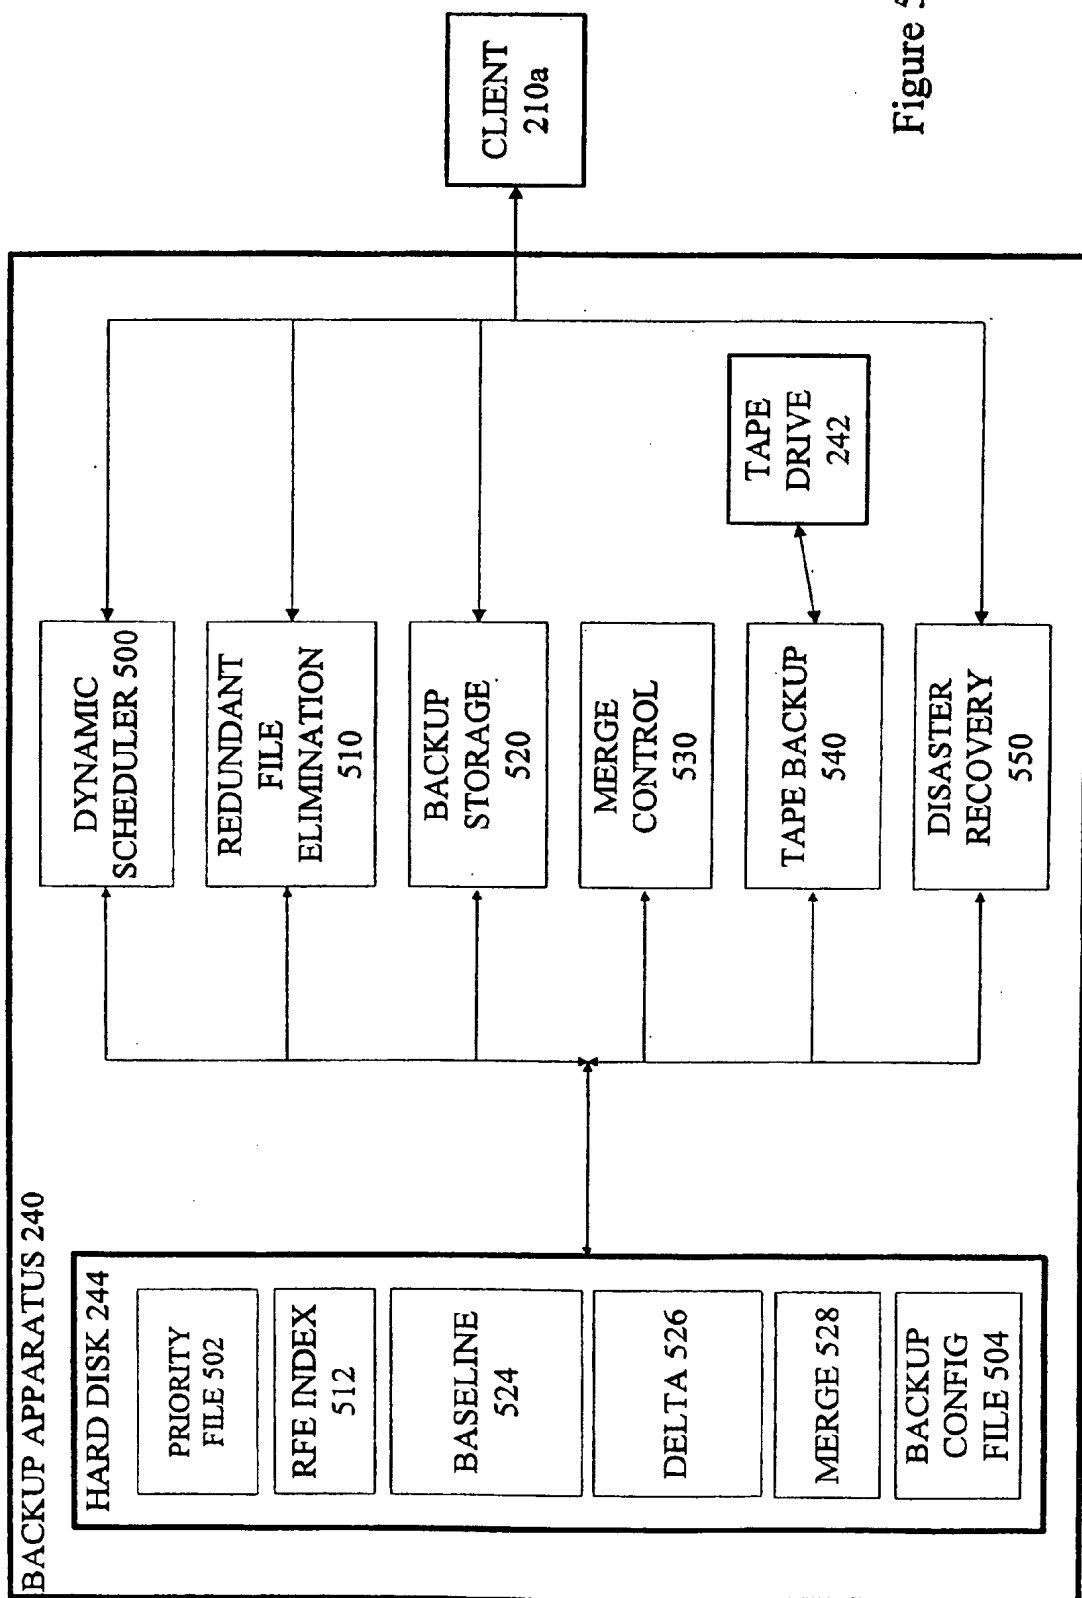 BACKUP APPARATUS 240
HARD DISK 244
PRIORITY
FILE 502
RFE INDEX
512
BASELINE
524
DELTA 526
MERGE 528
BACKUP
CONFIG
FILE 504
DYNAMIC
SCHEDULER 500
REDUNDANT
FILE
ELIMINATION
510
BACKUP
STORAGE
520
MERGE
CONTROL
530
TAPE BACKUP
540
DISASTER
RECOVERY
550
TAPE
DRIVE
242
CLIENT
210a
Figure 5